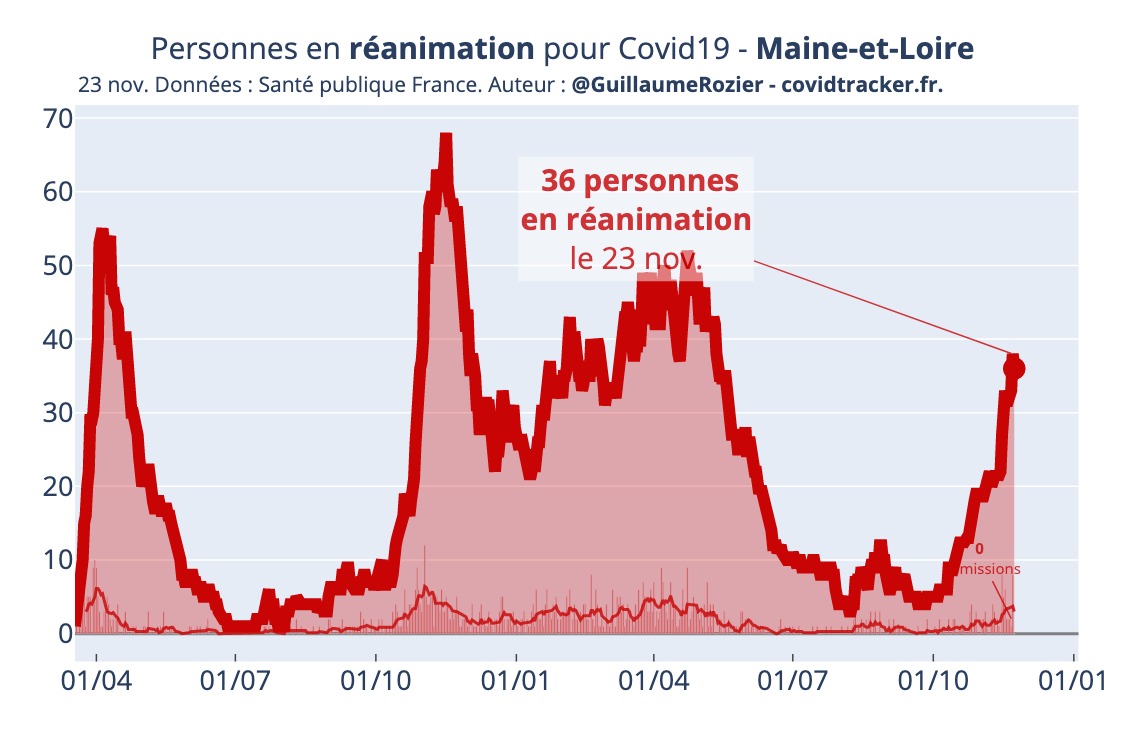 Personnes en réanimation pour Covid19 - Maine-et-Loire
23 nov. Données : Santé publique France. Auteur : @GuillaumeRozier - covidtracker.fr.
70
60
50
40
30
20
10
0
36 personnes
en réanimation
le 23 nov.
0
missions
01/04
01/07
01/10
01/01
01/04
01/07
01/10
01/01